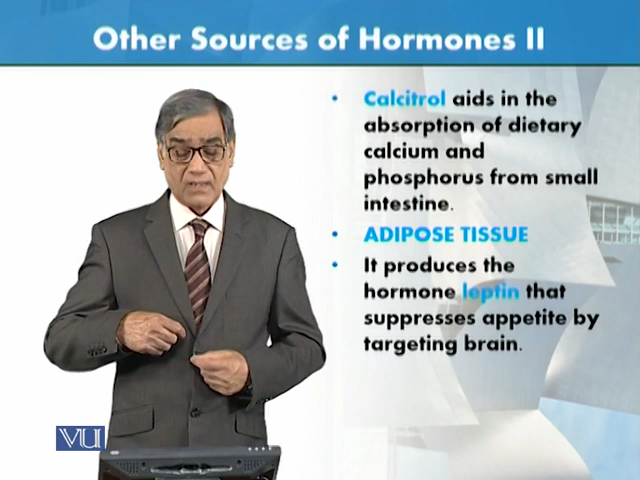 Other Sources of Hormones II
• Calcitrol aids in the
absorption of dietary
calcium and
phosphorus from small
intestine.
• ADIPOSE TISSUE
• It produces the
hormone leptin that
suppresses appetite by
targeting brain.
VU